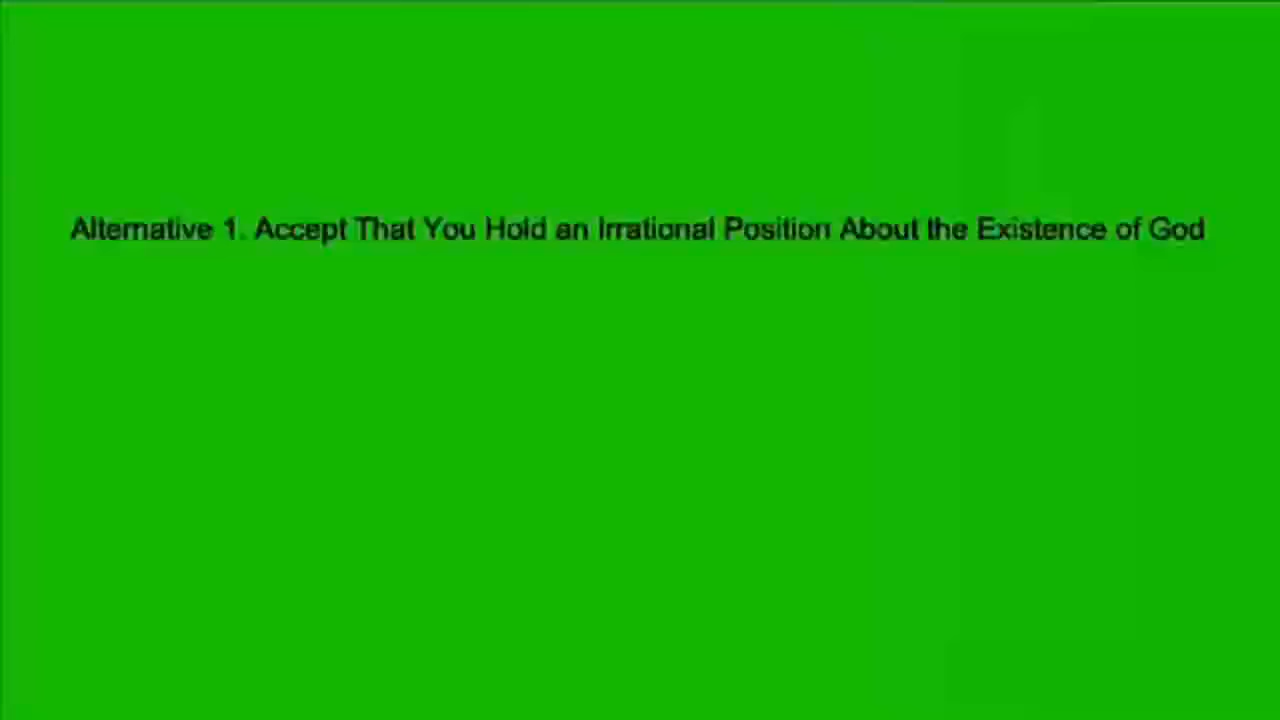 Alternative 1. Accept That You Hold an Irrational Position About the Existence of God